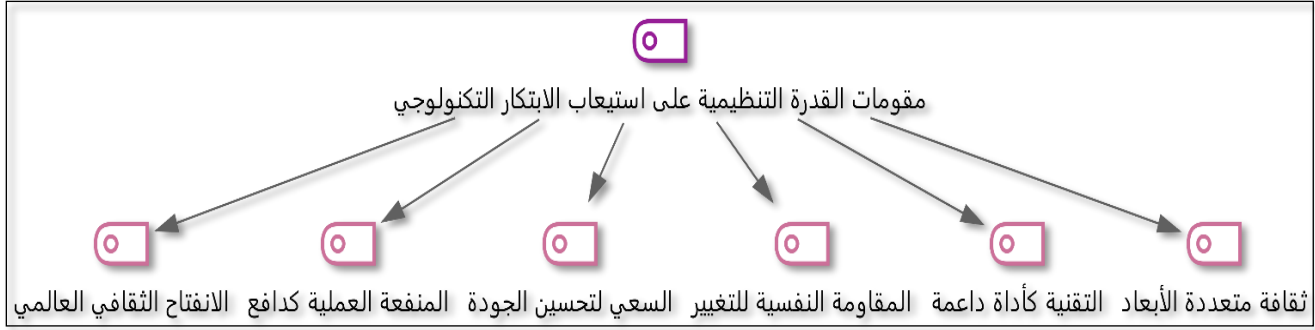 مقومات القدرة التنظيمية على استيعاب الابتكار التكنولوجي
ثقافة متعددة الأبعاد
التقنية كأداة داعمة
المقاومة النفسية للتغيير
السعي لتحسين الجودة
المنفعة العملية كدافع
الانفتاح الثقافي العالمي